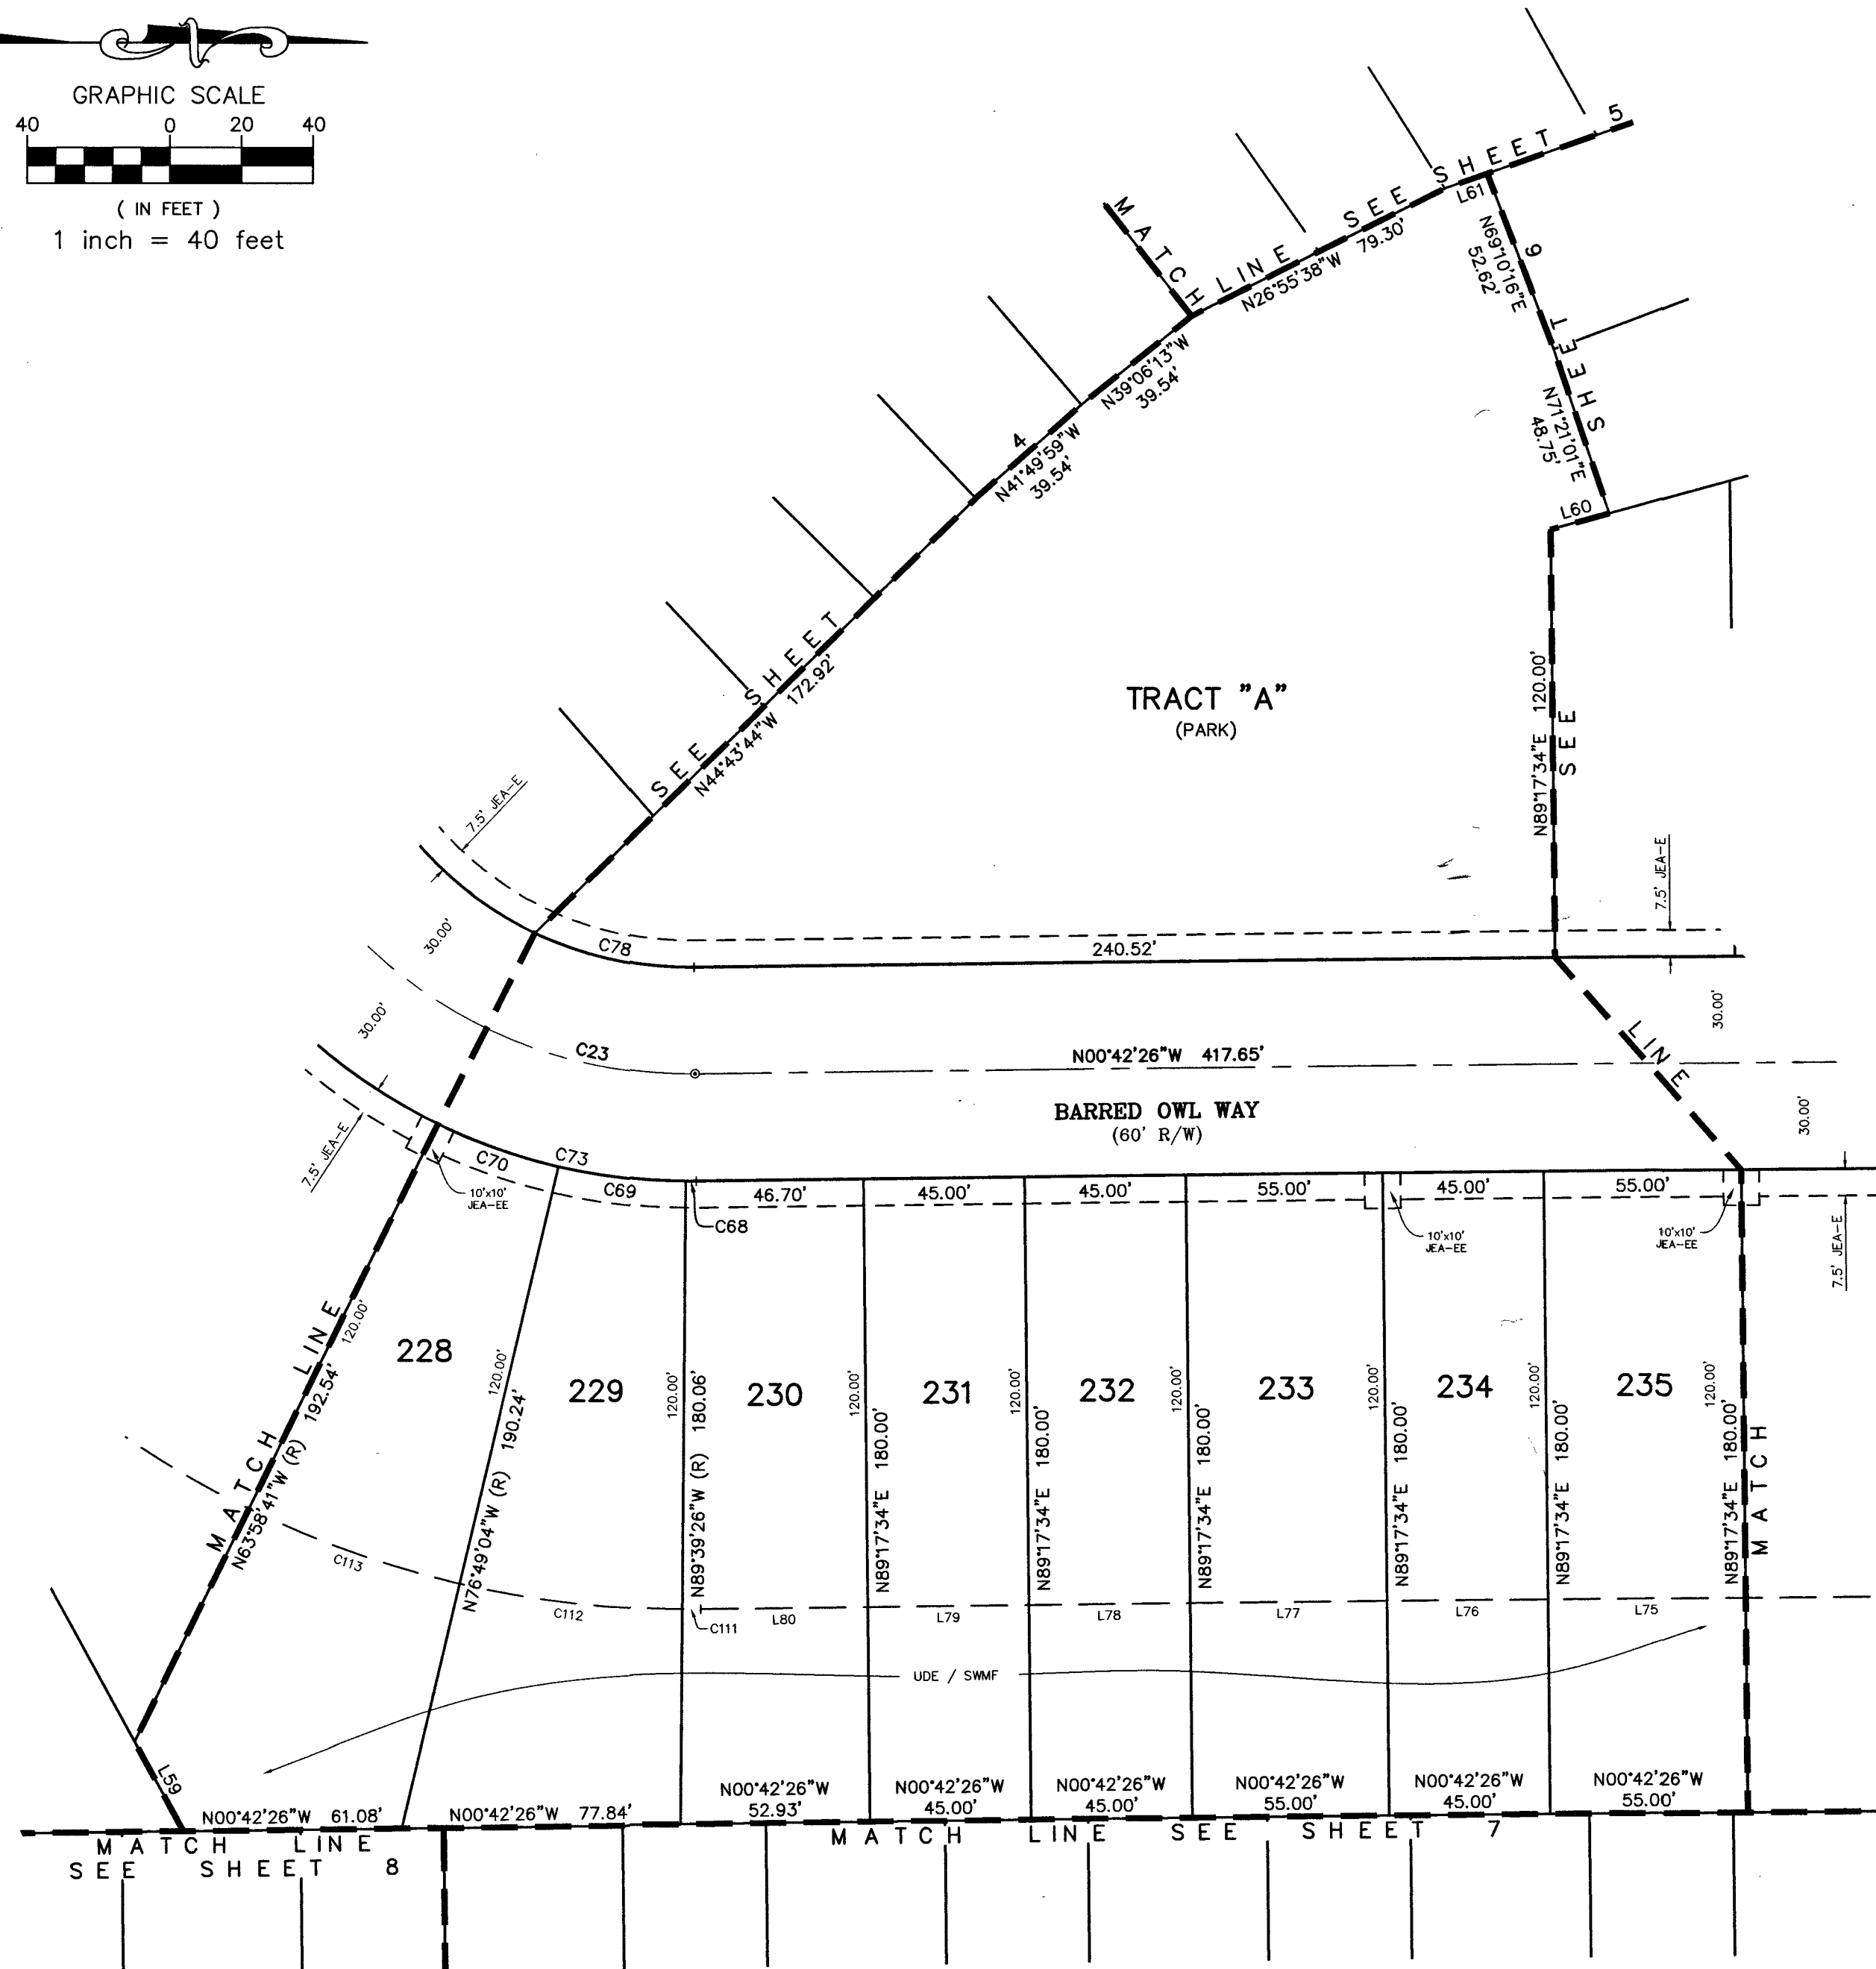 GRAPHIC SCALE
40 0 20 40
( IN FEET )
1 inch = 40 feet
MATCH LINE SEE SHEET 5
L61
N26°55'38"W 79.30'
N69°10'16"E
52.62'
SEE SHEET 6
N39°06'13"W
39.54'
N71°21'01"E
48.75'
L60
SEE SHEET 4
N41°49'59"W
39.54'
N44°43'44"W 172.92'
TRACT "A"
(PARK)
N89°17'34"E 120.00'
7.5' JEA-E
7.5' JEA-E
C78
240.52'
30.00'
30.00'
MATCH LINE
C23
N00°42'26"W 417.65'
BARRED OWL WAY
(60' R/W)
30.00'
30.00'
7.5' JEA-E
C70
C73
C69
10'x10'
JEA-EE
C68
46.70'
45.00'
45.00'
55.00'
45.00'
55.00'
10'x10'
JEA-EE
10'x10'
JEA-EE
7.5' JEA-E
MATCH LINE
N63°58'41"W (R) 192.54'
120.00'
228
N76°49'04"W (R) 190.24'
120.00'
229
120.00'
N89°39'26"W (R) 180.06'
230
120.00'
N89°17'34"E 180.00'
231
120.00'
N89°17'34"E 180.00'
232
120.00'
N89°17'34"E 180.00'
233
120.00'
N89°17'34"E 180.00'
234
120.00'
N89°17'34"E 180.00'
235
120.00'
N89°17'34"E 180.00'
C113
C112
C111
L80
L79
L78
L77
L76
L75
UDE / SWMF
L59
N00°42'26"W 61.08'
N00°42'26"W 77.84'
N00°42'26"W
52.93'
N00°42'26"W
45.00'
N00°42'26"W
45.00'
N00°42'26"W
55.00'
N00°42'26"W
45.00'
N00°42'26"W
55.00'
MATCH LINE
SEE SHEET 8
MATCH LINE SEE SHEET 7